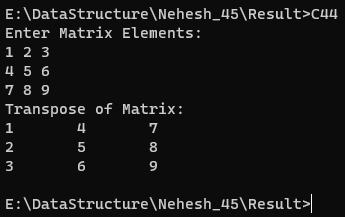 E:\DataStructure\Nehesh_45\Result>C44
Enter Matrix Elements:
1 2 3
4 5 6
7 8 9
Transpose of Matrix:
1 4 7
2 5 8
3 6 9
E:\DataStructure\Nehesh_45\Result>